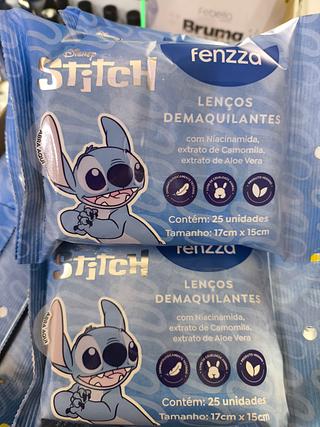 Febella
Bruma
Disney
STITCH
fenzza
LENÇOS
DEMAQUILANTES
com Niacinamida,
extrato de Camomila,
extrato de Aloe Vera
Contém: 25 unidades
Tamanho: 17cm x 15cm
STITCH
fenzza
LENÇOS
DEMAQUILANTES
com Niacinamida,
extrato de Camomila,
extrato de Aloe Vera
Contém: 25 unidades
Tamanho: 17cm x 15cm